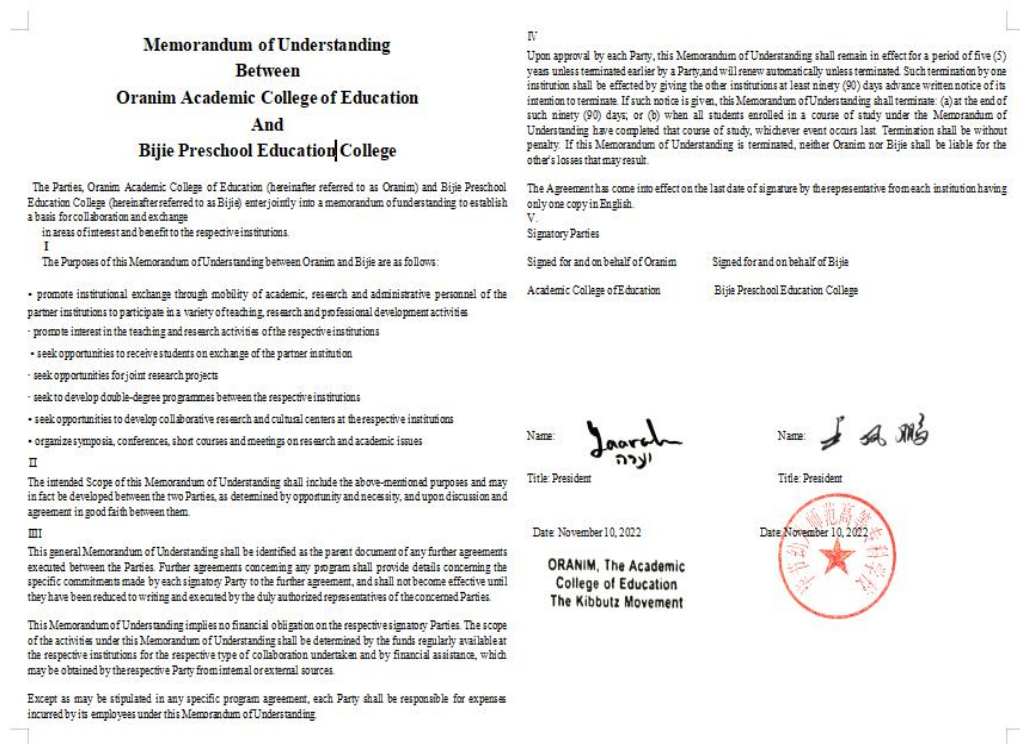 Memorandum of Understanding
Between
Oranim Academic College of Education
And
Bijie Preschool Education College
The Parties, Oranim Academic College of Education (hereinafter referred to as Oranim) and Bijie Preschool
Education College (hereinafter referred to as Bijie) enter jointly into a memorandum of understanding to establish
a basis for collaboration and exchange
in areas of interest and benefit to the respective institutions.
I
The Purposes of this Memorandum of Understanding between Oranim and Bijie are as follows:
• promote institutional exchange through mobility of academic, research and administrative personnel of the
partner institutions to participate in a variety of teaching, research and professional development activities
· promote interest in the teaching and research activities of the respective institutions
• seek opportunities to receive students on exchange of the partner institution
· seek opportunities for joint research projects
· seek to develop double-degree programmes between the respective institutions
• seek opportunities to develop collaborative research and cultural centers at the respective institutions
• organize symposia, conferences, short courses and meetings on research and academic issues
II
The intended Scope of this Memorandum of Understanding shall include the above-mentioned purposes and may
in fact be developed between the two Parties, as determined by opportunity and necessity, and upon discussion and
agreement in good faith between them.
IIII
This general Memorandum of Understanding shall be identified as the parent document of any further agreements
executed between the Parties. Further agreements concerning any program shall provide details concerning the
specific commitments made by each signatory Party to the further agreement, and shall not become effective until
they have been reduced to writing and executed by the duly authorized representatives of the concerned Parties.
This Memorandum of Understanding implies no financial obligation on the respective signatory Parties. The scope
of the activities under this Memorandum of Understanding shall be determined by the funds regularly available at
the respective institutions for the respective type of collaboration undertaken and by financial assistance, which
may be obtained by the respective Party from internal or external sources.
Except as may be stipulated in any specific program agreement, each Party shall be responsible for expenses
incurred by its employees under this Memorandum of Understanding.
IV
Upon approval by each Party, this Memorandum of Understanding shall remain in effect for a period of five (5)
years unless terminated earlier by a Party,and will renew automatically unless terminated. Such termination by one
institution shall be effected by giving the other institutions at least ninety (90) days advance written notice of its
intention to terminate. If such notice is given, this Memorandum of Understanding shall terminate: (a) at the end of
such ninety (90) days; or (b) when all students enrolled in a course of study under the Memorandum of
Understanding have completed that course of study, whichever event occurs last. Termination shall be without
penalty. If this Memorandum of Understanding is terminated, neither Oranim nor Bijie shall be liable for the
other's losses that may result.
The Agreement has come into effect on the last date of signature by the representative from each institution having
only one copy in English.
V.
Signatory Parties
Signed for and on behalf of Oranim Signed for and on behalf of Bijie
Academic College of Education Bijie Preschool Education College
Name: Yaarah Name: 王凤鹏
יערה
Title: President Title: President
Date: November 10, 2022 Date: November 10, 2022
ORANIM, The Academic
College of Education
The Kibbutz Movement
毕节幼儿师范高等专科学校